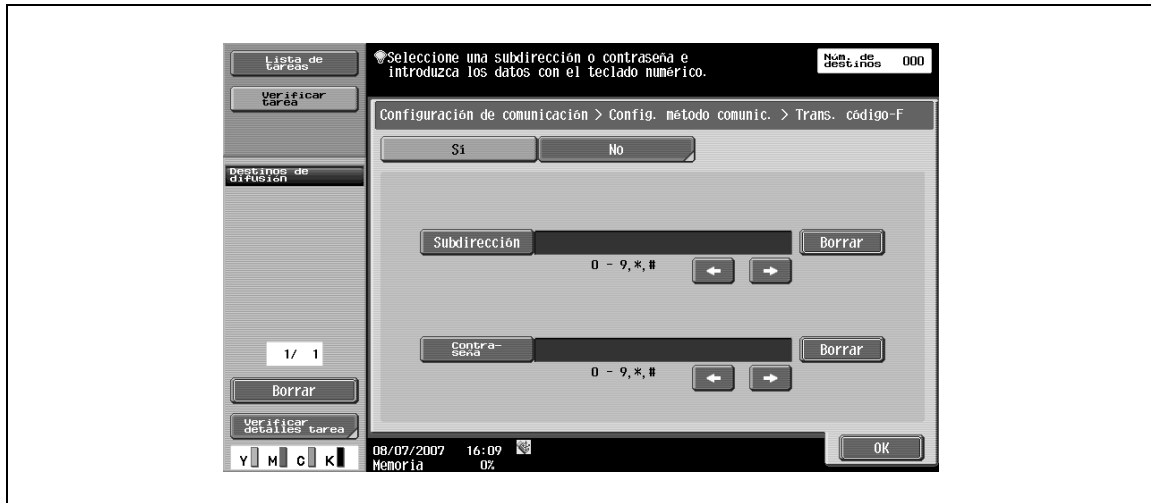 Lista de
tareas
Verificar
tarea
Seleccione una subdirección o contraseña e
introduzca los datos con el teclado numérico.
Núm. de
destinos 000
Configuración de comunicación > Config. método comunic. > Trans. código-F
Sí
No
Destinos de
difusión
Subdirección
Borrar
0 - 9,*,#
Contra-
seña
Borrar
0 - 9,*,#
1/ 1
Borrar
Verificar
detalles tarea
Y M C K
08/07/2007 16:09
Memoria 0%
OK